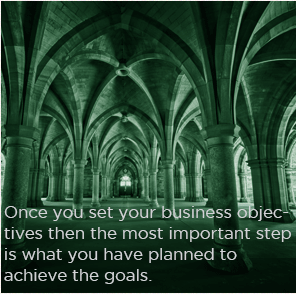 Once you set your business objec-
tives then the most important step
is what you have planned to
achieve the goals.